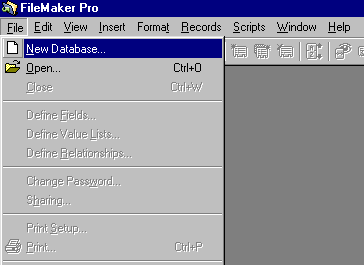 FileMaker Pro
File Edit View Insert Format Records Scripts Window Help
New Database...
Open... Ctrl+O
Close Ctrl+W
Define Fields...
Define Value Lists...
Define Relationships...
Change Password...
Sharing...
Print Setup...
Print... Ctrl+P